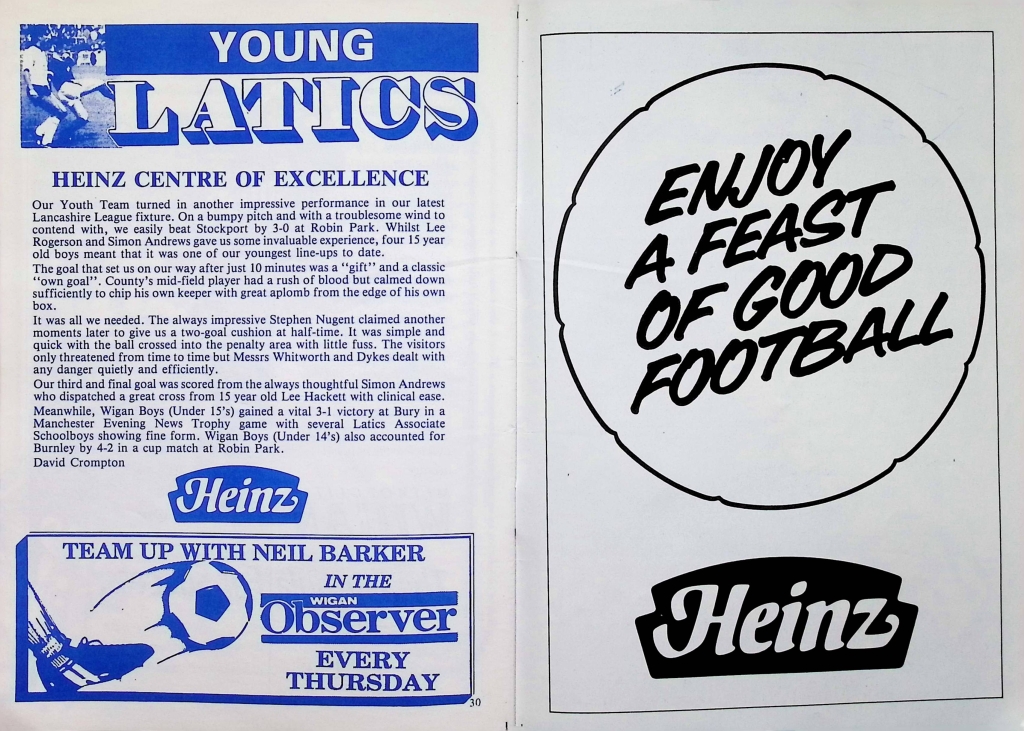 YOUNG
LATICS
HEINZ CENTRE OF EXCELLENCE
Our Youth Team turned in another impressive performance in our latest
Lancashire League fixture. On a bumpy pitch and with a troublesome wind to
contend with, we easily beat Stockport by 3-0 at Robin Park. Whilst Lee
Rogerson and Simon Andrews gave us some invaluable experience, four 15 year
old boys meant that it was one of our youngest line-ups to date.
The goal that set us on our way after just 10 minutes was a "gift" and a classic
"own goal". County's mid-field player had a rush of blood but calmed down
sufficiently to chip his own keeper with great aplomb from the edge of his own
box.
It was all we needed. The always impressive Stephen Nugent claimed another
moments later to give us a two-goal cushion at half-time. It was simple and
quick with the ball crossed into the penalty area with little fuss. The visitors
only threatened from time to time but Messrs Whitworth and Dykes dealt with
any danger quietly and efficiently.
Our third and final goal was scored from the always thoughtful Simon Andrews
who dispatched a great cross from 15 year old Lee Hackett with clinical ease.
Meanwhile, Wigan Boys (Under 15's) gained a vital 3-1 victory at Bury in a
Manchester Evening News Trophy game with several Latics Associate
Schoolboys showing fine form. Wigan Boys (Under 14's) also accounted for
Burnley by 4-2 in a cup match at Robin Park.
David Crompton
Heinz
TEAM UP WITH NEIL BARKER
IN THE
WIGAN
Observer
EVERY
THURSDAY
30
ENJOY
A FEAST
OF GOOD
FOOTBALL
Heinz